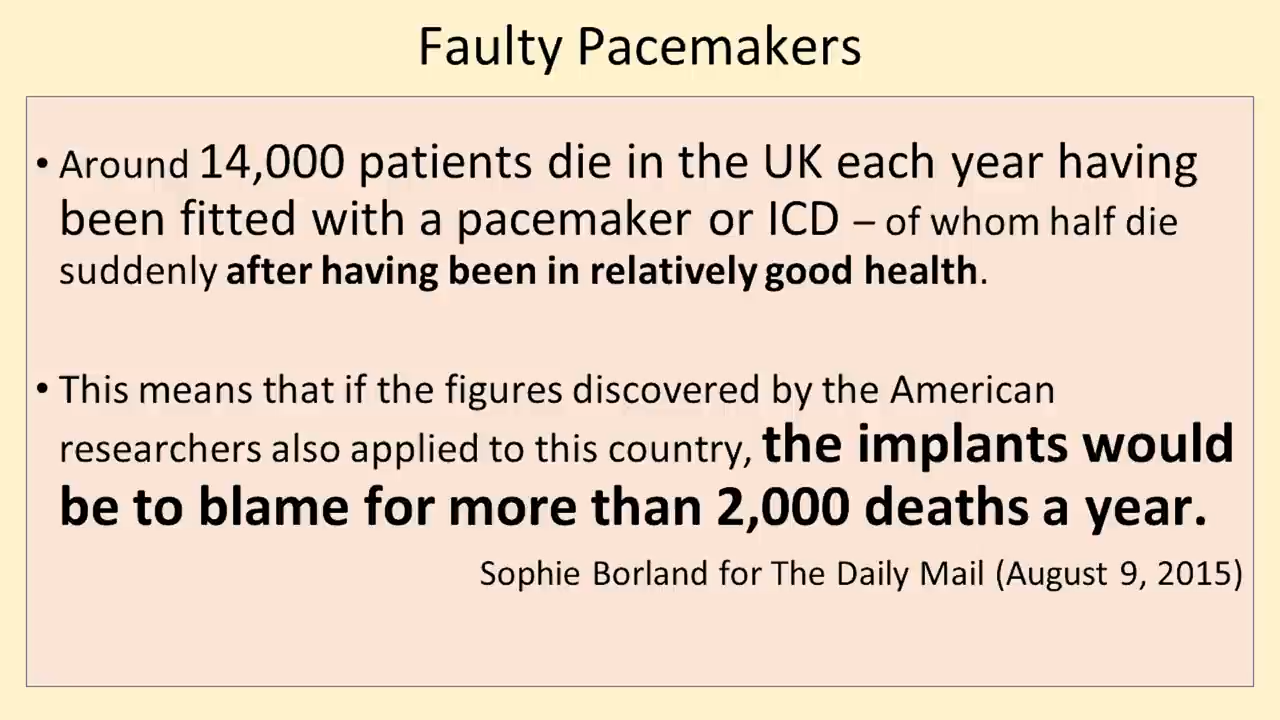 Faulty Pacemakers
• Around 14,000 patients die in the UK each year having
been fitted with a pacemaker or ICD – of whom half die
suddenly after having been in relatively good health.
• This means that if the figures discovered by the American
researchers also applied to this country, the implants would
be to blame for more than 2,000 deaths a year.
Sophie Borland for The Daily Mail (August 9, 2015)